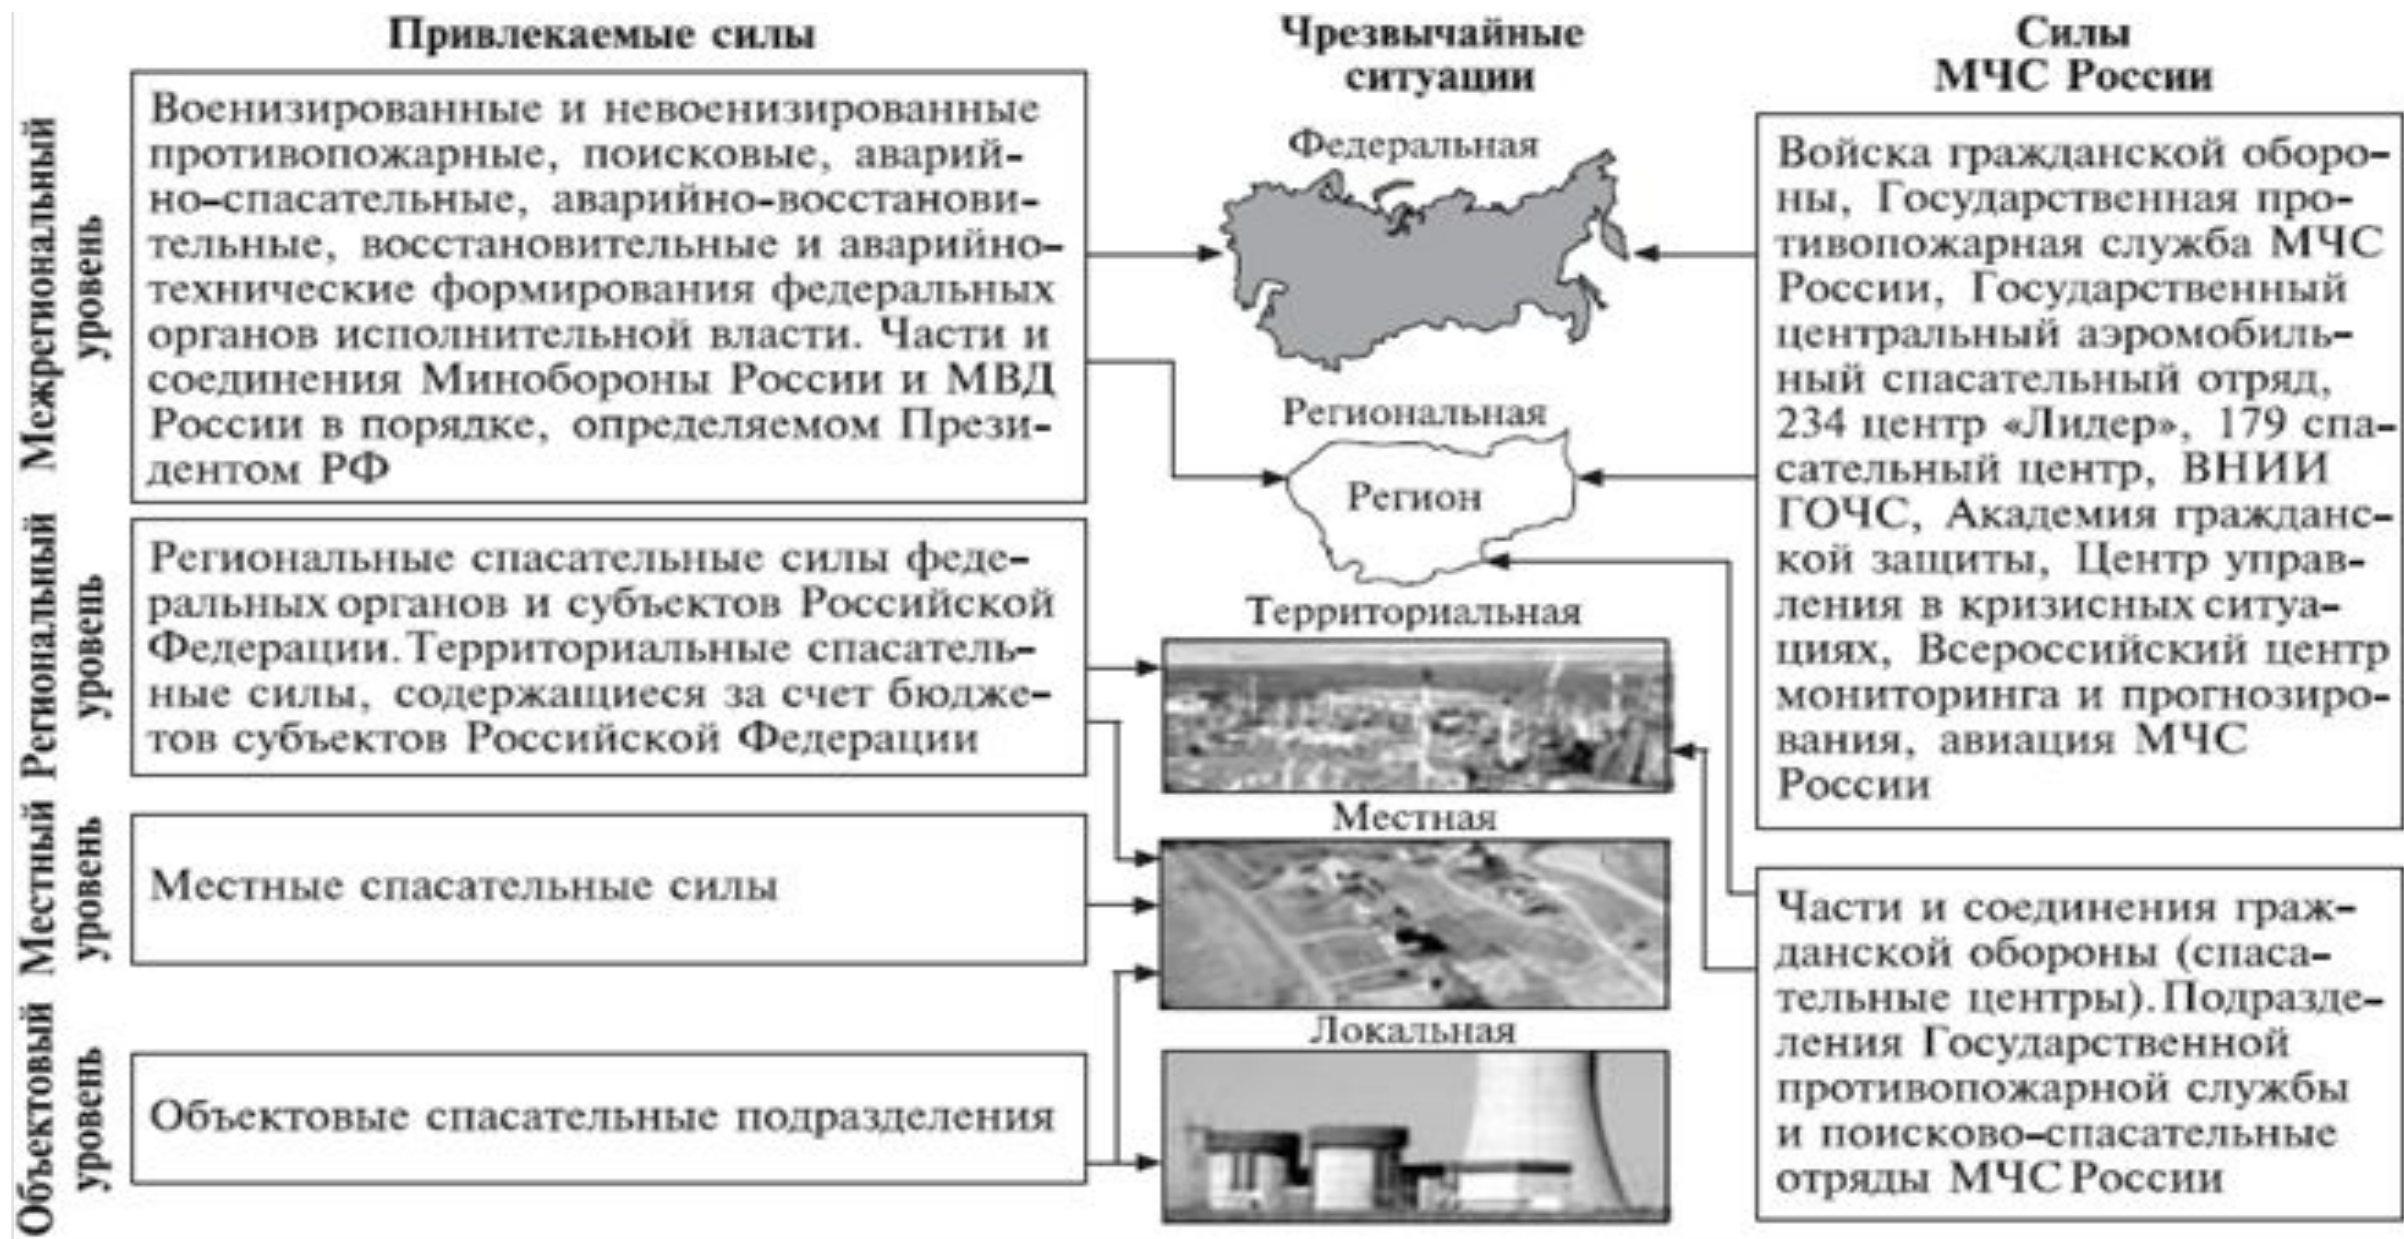 Привлекаемые силы
Чрезвычайные
ситуации
Силы
МЧС России
Межрегиональный
уровень
Военизированные и невоенизированные
противопожарные, поисковые, аварий-
но-спасательные, аварийно-восстанови-
тельные, восстановительные и аварийно-
технические формирования федеральных
органов исполнительной власти. Части и
соединения Минобороны России и МВД
России в порядке, определяемом Прези-
дентом РФ
Региональный
уровень
Региональные спасательные силы феде-
ральных органов и субъектов Российской
Федерации. Территориальные спасатель-
ные силы, содержащиеся за счет бюдже-
тов субъектов Российской Федерации
Местный
уровень
Местные спасательные силы
Объектовый
уровень
Объектовые спасательные подразделения
Федеральная
Региональная
Регион
Территориальная
Местная
Локальная
Войска гражданской оборо-
ны, Государственная про-
тивопожарная служба МЧС
России, Государственный
центральный аэромобиль-
ный спасательный отряд,
234 центр «Лидер», 179 спа-
сательный центр, ВНИИ
ГОЧС, Академия гражданс-
кой защиты, Центр управ-
ления в кризисных ситуа-
циях, Всероссийский центр
мониторинга и прогнозиро-
вания, авиация МЧС
России
Части и соединения граж-
данской обороны (спаса-
тельные центры). Подразде-
ления Государственной
противопожарной службы
и поисково-спасательные
отряды МЧС России